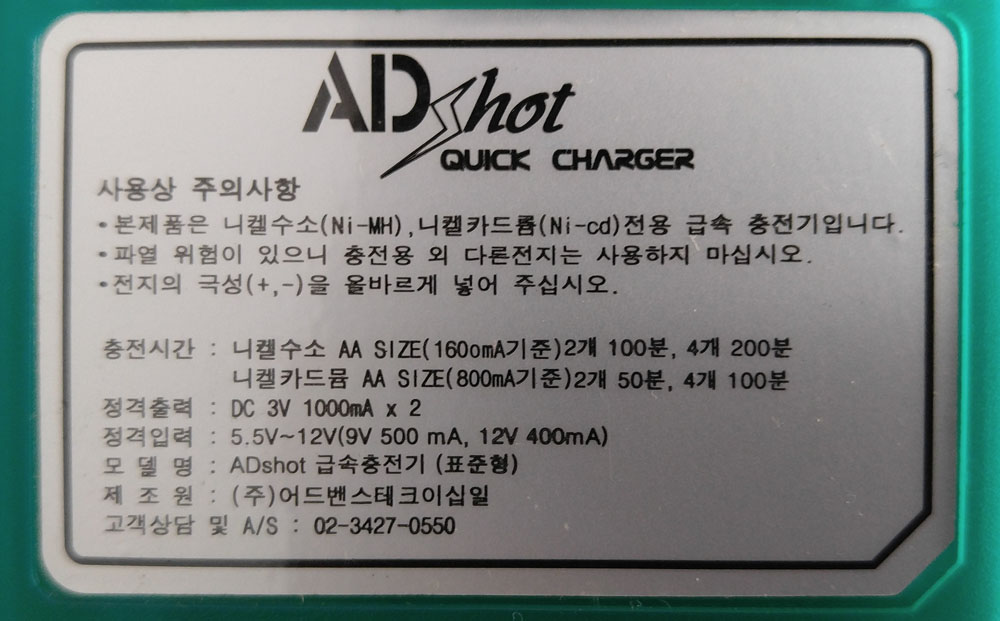 ADshot
QUICK CHARGER
사용상 주의사항
•본제품은 니켈수소(Ni-MH),니켈카드륨(Ni-cd)전용 급속 충전기입니다.
•파열 위험이 있으니 충전용 외 다른전지는 사용하지 마십시오.
•전지의 극성(+,-)을 올바르게 넣어 주십시오.
충전시간 : 니켈수소 AA SIZE(160omA기준)2개 100분, 4개 200분
니켈카드뮴 AA SIZE(800mA기준)2개 50분, 4개 100분
정격출력 : DC 3V 1000mA x 2
정격입력 : 5.5V~12V(9V 500 mA, 12V 400mA)
모 델 명 : ADshot 급속충전기 (표준형)
제 조 원 : (주)어드밴스테크이십일
고객상담 및 A/S : 02-3427-0550